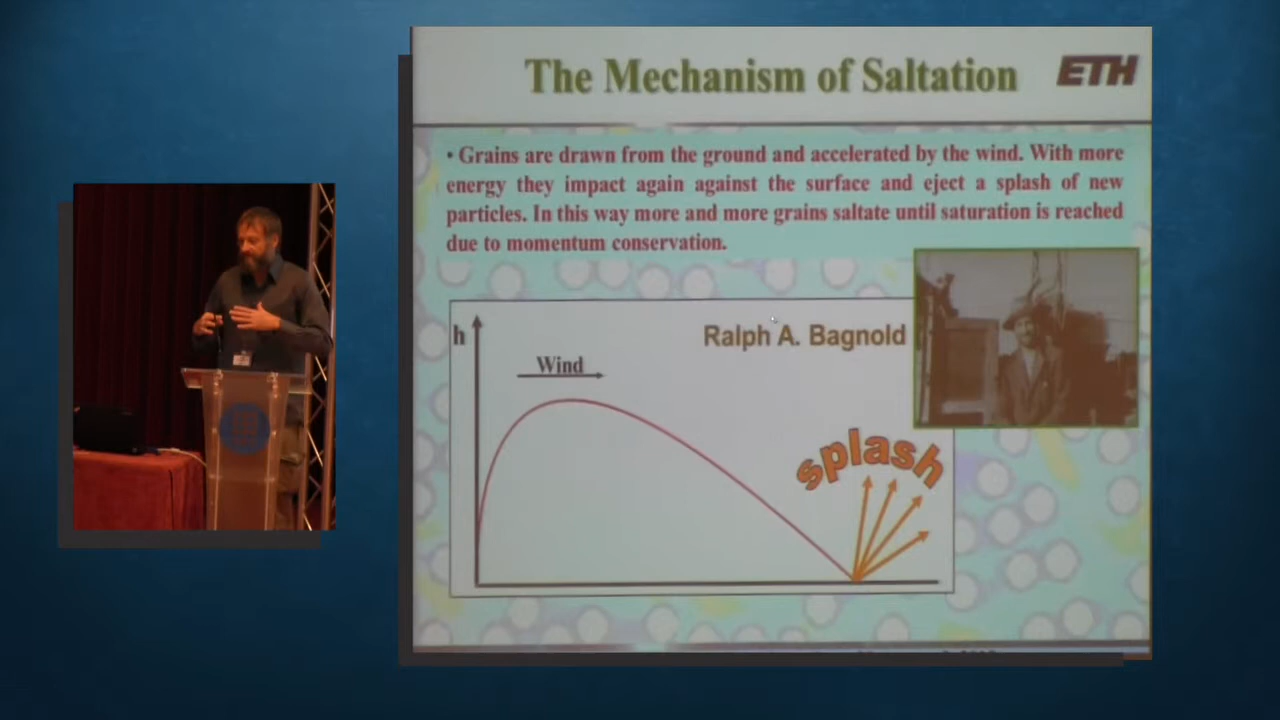 The Mechanism of Saltation
ETH
• Grains are drawn from the ground and accelerated by the wind. With more
energy they impact again against the surface and eject a splash of new
particles. In this way more and more grains saltate until saturation is reached
due to momentum conservation.
h
Ralph A. Bagnold
Wind
splash